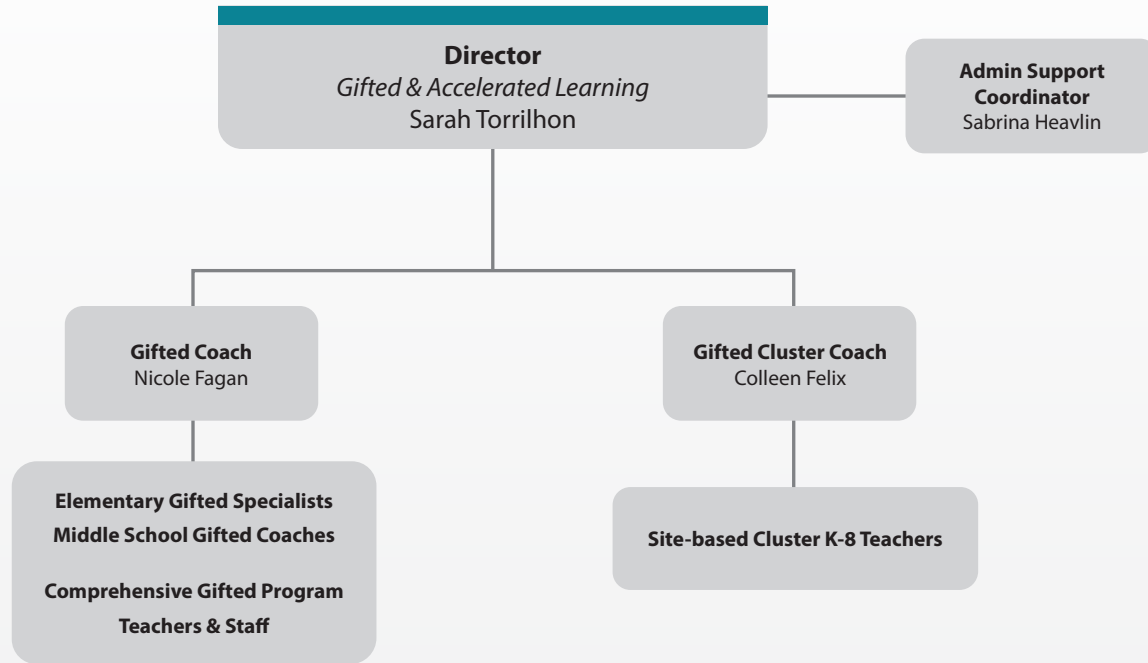 Director
Gifted & Accelerated Learning
Sarah Torrilhon
Admin Support
Coordinator
Sabrina Heavlin
Gifted Coach
Nicole Fagan
Gifted Cluster Coach
Colleen Felix
Elementary Gifted Specialists
Middle School Gifted Coaches
Comprehensive Gifted Program
Teachers & Staff
Site-based Cluster K-8 Teachers